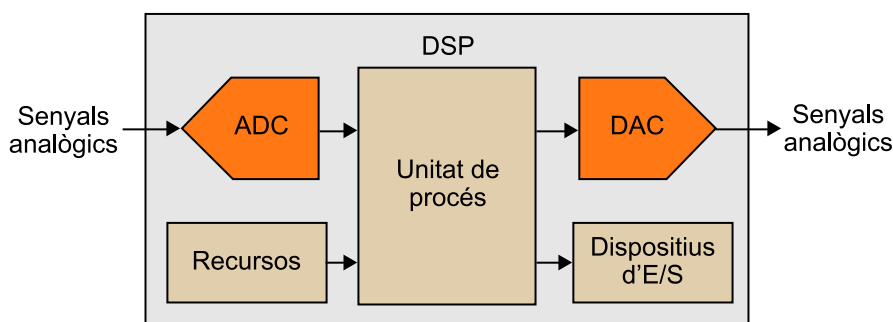 DSP
Senyals
analògics
ADC
Unitat de
procés
DAC
Senyals
analògics
Recursos
Dispositius
d'E/S